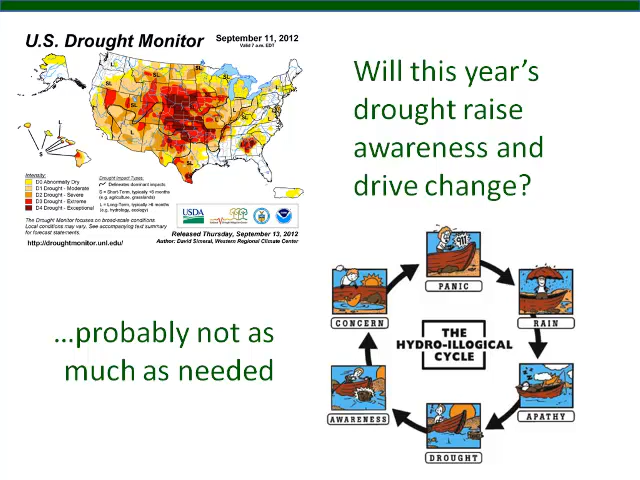 U.S. Drought Monitor
September 11, 2012
Valid 7 a.m. EDT
Will this year's
drought raise
awareness and
drive change?
Intensity:
D0 Abnormally Dry
D1 Drought - Moderate
D2 Drought - Severe
D3 Drought - Extreme
D4 Drought - Exceptional
Drought Impact Types:
Delineates dominant impacts
S = Short-Term, typically <6 months
(e.g. agriculture, grasslands)
L = Long-Term, typically >6 months
(e.g. hydrology, ecology)
The Drought Monitor focuses on broad-scale conditions.
Local conditions may vary. See accompanying text summary
for forecast statements.
http://droughtmonitor.unl.edu/
USDA
Released Thursday, September 13, 2012
Author: David Simeral, Western Regional Climate Center
...probably not as
much as needed
THE
HYDRO-ILLOGICAL
CYCLE
911
PANIC
RAIN
APATHY
DROUGHT
AWARENESS
CONCERN